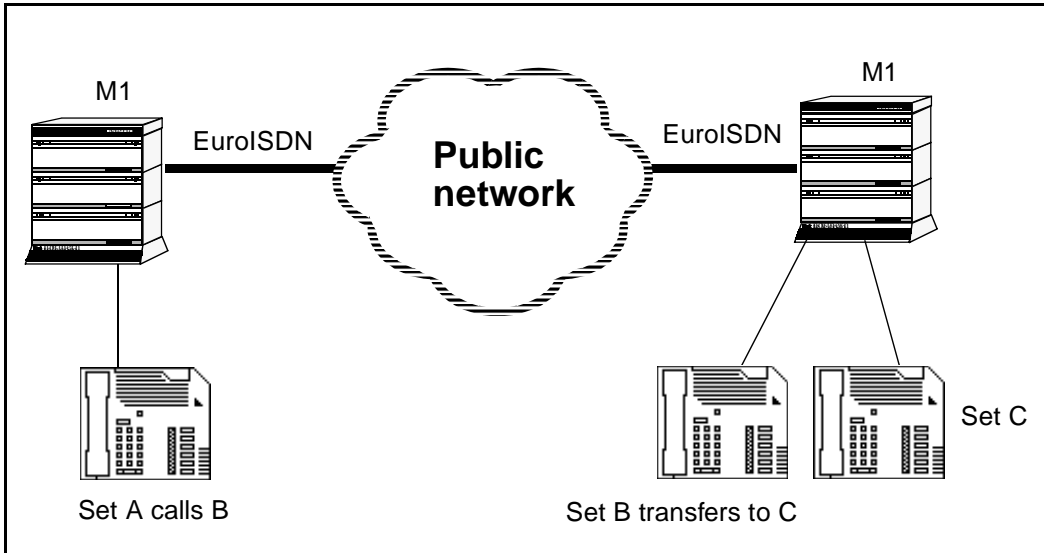 M1
M1
EuroISDN
Public
network
EuroISDN
Set C
Set A calls B
Set B transfers to C